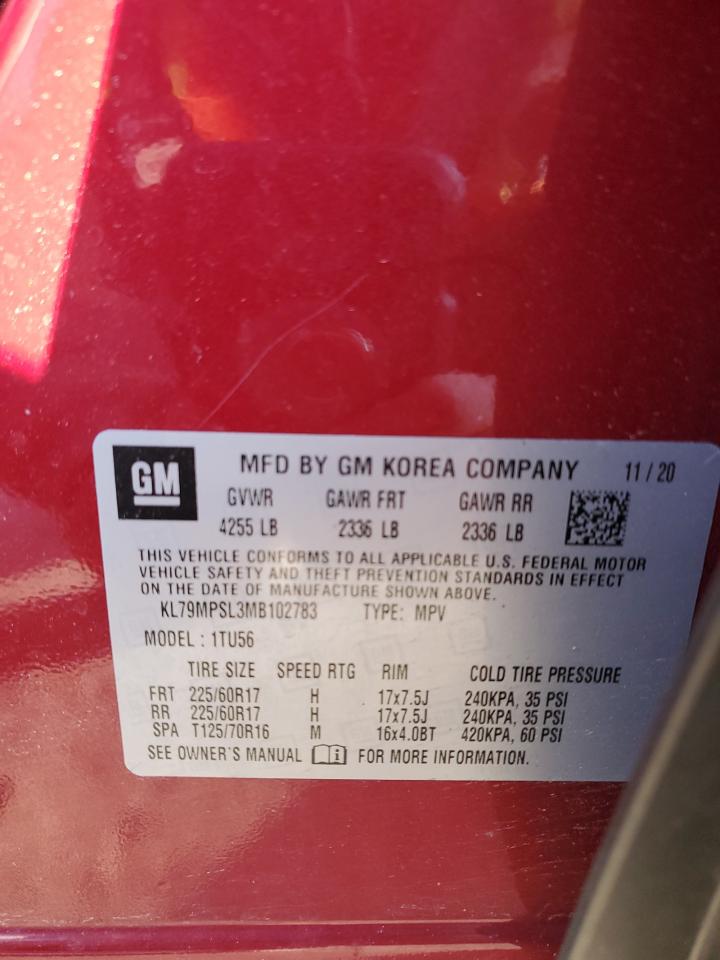 GM MFD BY GM KOREA COMPANY 11/20
GVWR GAWR FRT GAWR RR
4255 LB 2336 LB 2336 LB
THIS VEHICLE CONFORMS TO ALL APPLICABLE U.S. FEDERAL MOTOR
VEHICLE SAFETY AND THEFT PREVENTION STANDARDS IN EFFECT
ON THE DATE OF MANUFACTURE SHOWN ABOVE.
KL79MPSL3MB102783 TYPE: MPV
MODEL : 1TU56
TIRE SIZE SPEED RTG RIM COLD TIRE PRESSURE
FRT 225/60R17 H 17x7.5J 240KPA, 35 PSI
RR 225/60R17 H 17x7.5J 240KPA, 35 PSI
SPA T125/70R16 M 16x4.0BT 420KPA, 60 PSI
SEE OWNER'S MANUAL FOR MORE INFORMATION.